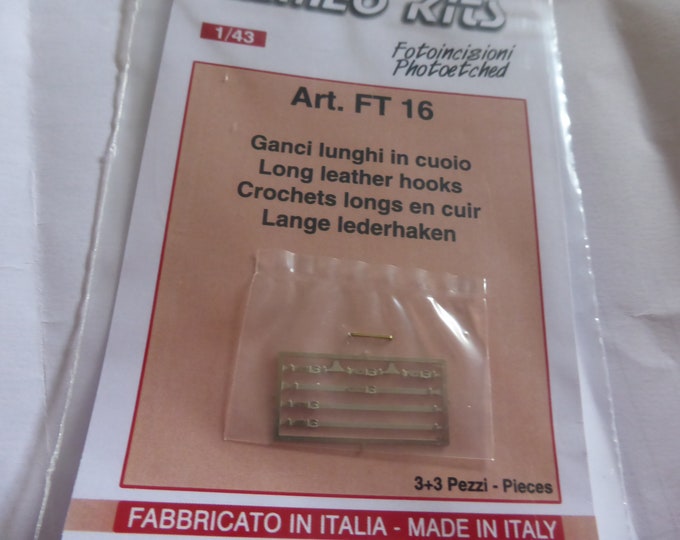 Kits
1/43
Fotoincisioni
Photoetched
Art. FT 16
Ganci lunghi in cuoio
Long leather hooks
Crochets longs en cuir
Lange lederhaken
3+3 Pezzi - Pieces
FABBRICATO IN ITALIA - MADE IN ITALY